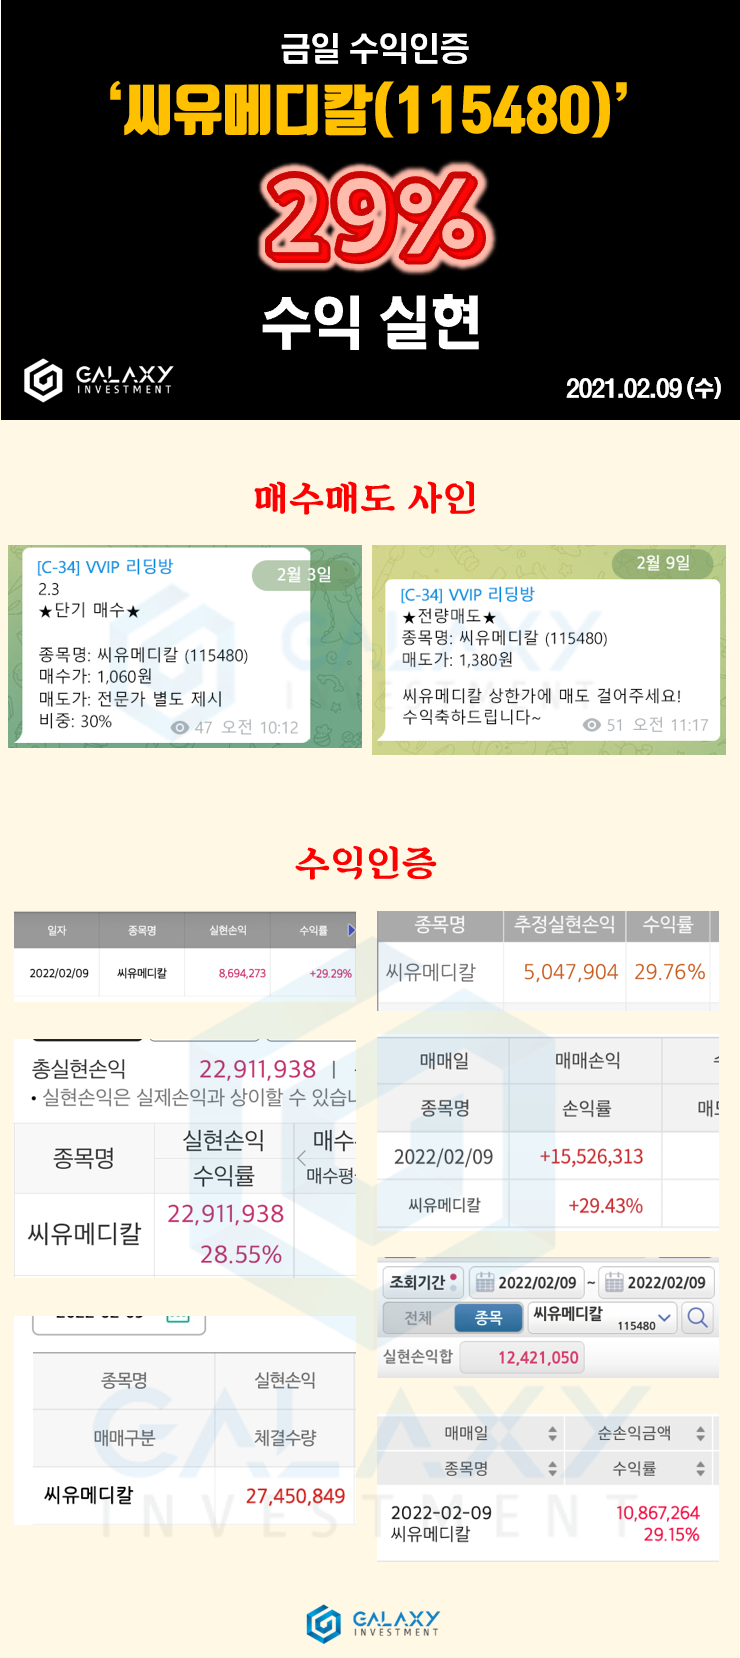 금일 수익인증
‘씨유메디칼(115480)’
29%
수익 실현
GALAXY
INVESTMENT
2021.02.09 (수)
매수매도 사인
2월 3일
[C-34] VVIP 리딩방
2.3
★단기 매수★
종목명: 씨유메디칼 (115480)
매수가: 1,060원
매도가: 전문가 별도 제시
비중: 30%
47 오전 10:12
2월 9일
[C-34] VVIP 리딩방
★전량매도★
종목명: 씨유메디칼 (115480)
매도가: 1,380원
씨유메디칼 상한가에 매도 걸어주세요!
수익축하드립니다~
51 오전 11:17
수익인증
일자 종목명 실현손익 수익률
2022/02/09 씨유메디칼 8,694,273 +29.29%
종목명 추정실현손익 수익률
씨유메디칼 5,047,904 29.76%
총실현손익 22,911,938
• 실현손익은 실제손익과 상이할 수 있습니
종목명 실현손익 매수
수익률 매수평
씨유메디칼 22,911,938
28.55%
매매일 매매손익
종목명 손익률
2022/02/09 +15,526,313
씨유메디칼 +29.43%
조회기간 2022/02/09 ~ 2022/02/09
전체 종목 씨유메디칼 115480
실현손익합 12,421,050
종목명 실현손익
매매구분 체결수량
씨유메디칼 27,450,849
매매일 순손익금액
종목명 수익률
2022-02-09 10,867,264
씨유메디칼 29.15%
GALAXY
INVESTMENT
GALAXY
INVESTMENT